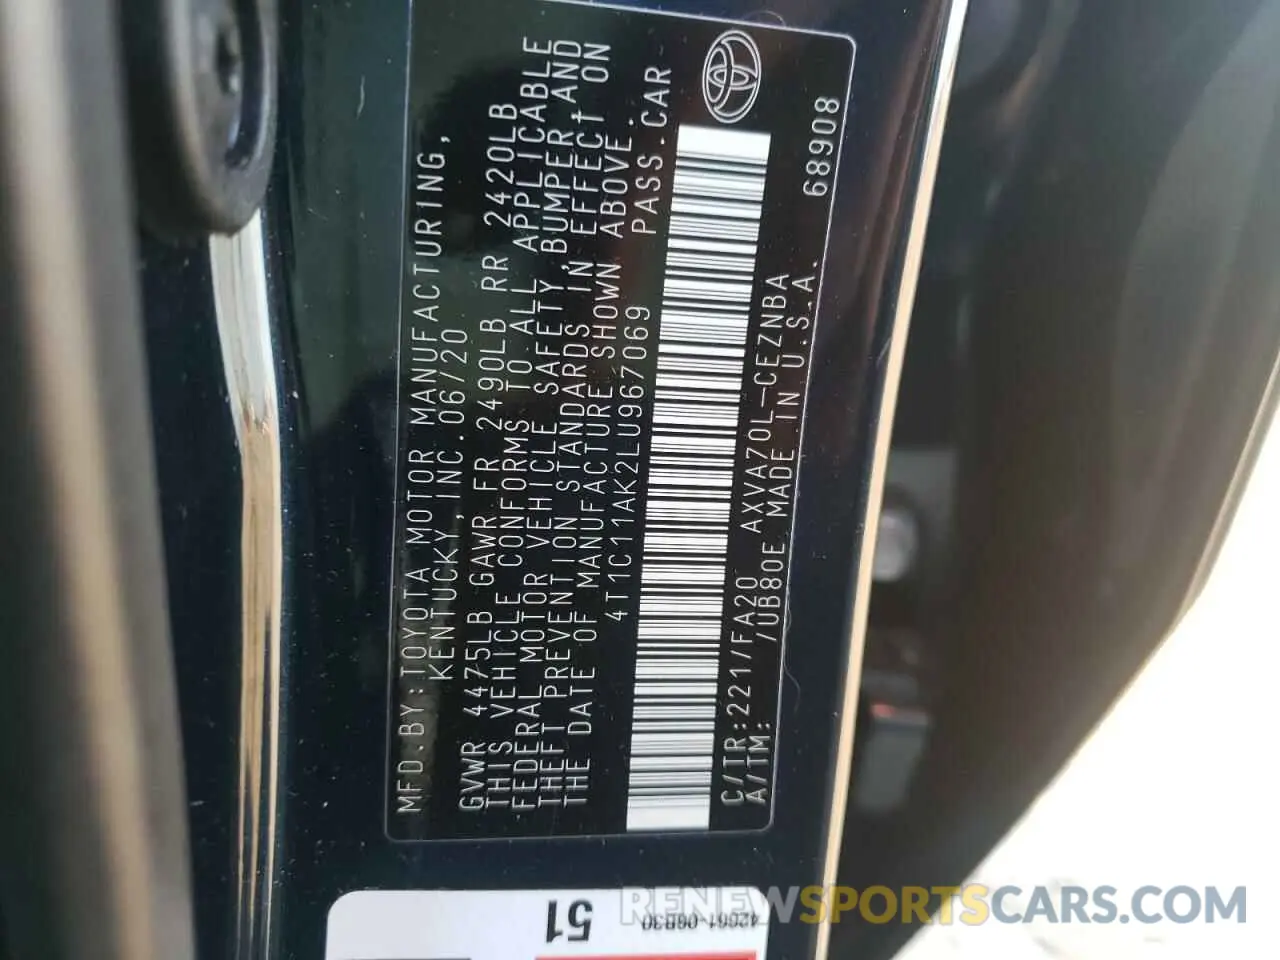 MFD.BY:TOYOTA MOTOR MANUFACTURING,
KENTUCKY,INC.06/20
GVWR 4475LB GAWR FR 2490LB RR 2420LB
THIS VEHICLE CONFORMS TO ALL APPLICABLE
FEDERAL MOTOR VEHICLE SAFETY,BUMPER,AND
THEFT PREVENTION STANDARDS IN EFFECT ON
THE DATE OF MANUFACTURE SHOWN ABOVE.
4T1C11AK2LU967069 PASS.CAR
C/TR:221/FA20 AXVA70L-CEZNBA
A/TM: /UB80E MADE IN U.S.A. 68908
42661-06B30
51
RENEWSPORTSCARS.COM